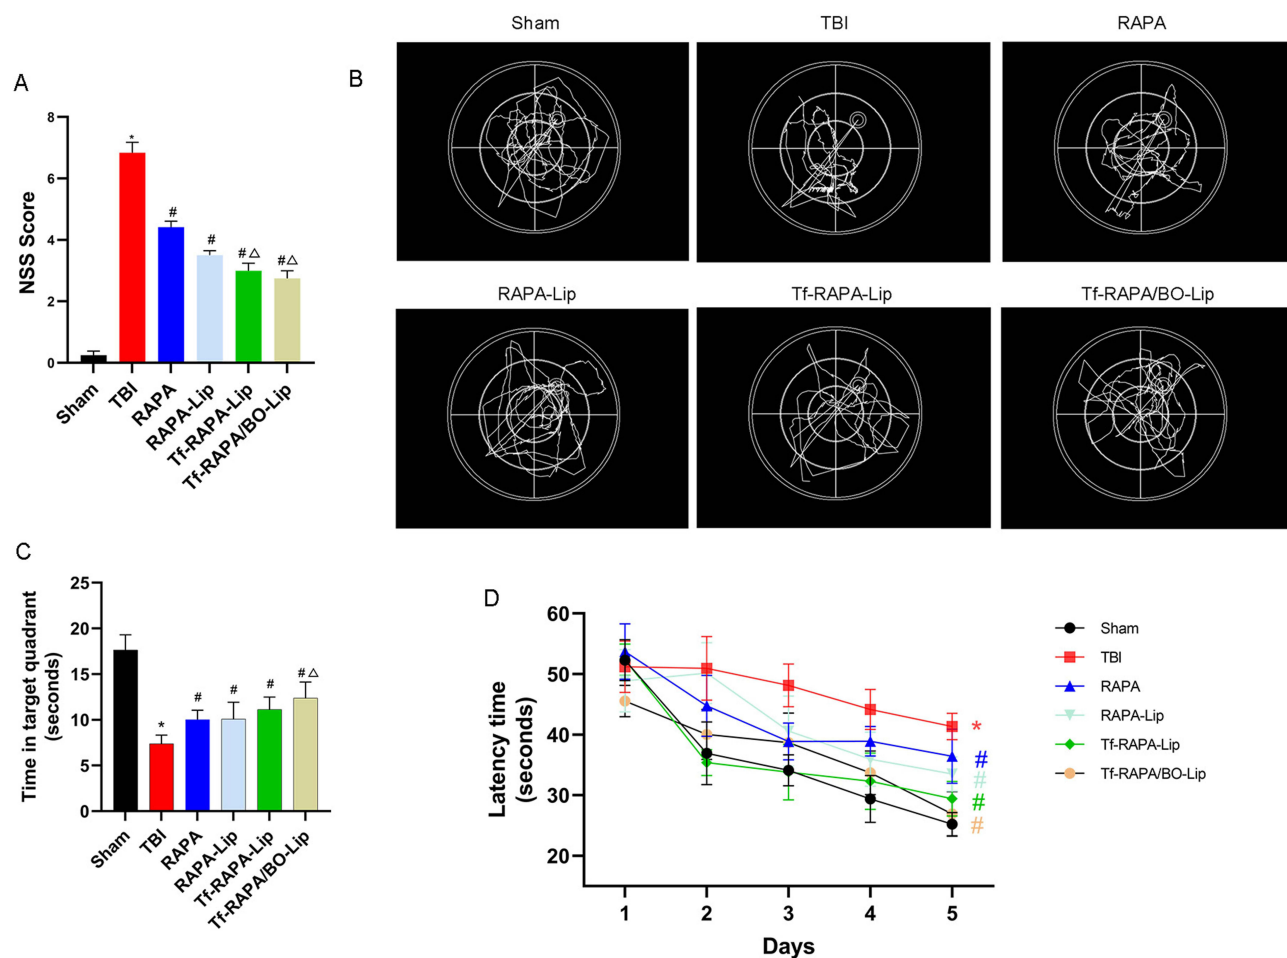 A
NSS Score
8
6
4
2
0
*
#
#
#△
#△
Sham
TBI
RAPA
RAPA-Lip
Tf-RAPA-Lip
Tf-RAPA/BO-Lip
B
Sham
TBI
RAPA
RAPA-Lip
Tf-RAPA-Lip
Tf-RAPA/BO-Lip
C
Time in target quadrant
(seconds)
25
20
15
10
5
0
*
#
#
#
#△
Sham
TBI
RAPA
RAPA-Lip
Tf-RAPA-Lip
Tf-RAPA/BO-Lip
D
Latency time
(seconds)
60
50
40
30
20
1 2 3 4 5
Days
*
#
#
#
#
Sham
TBI
RAPA
RAPA-Lip
Tf-RAPA-Lip
Tf-RAPA/BO-Lip